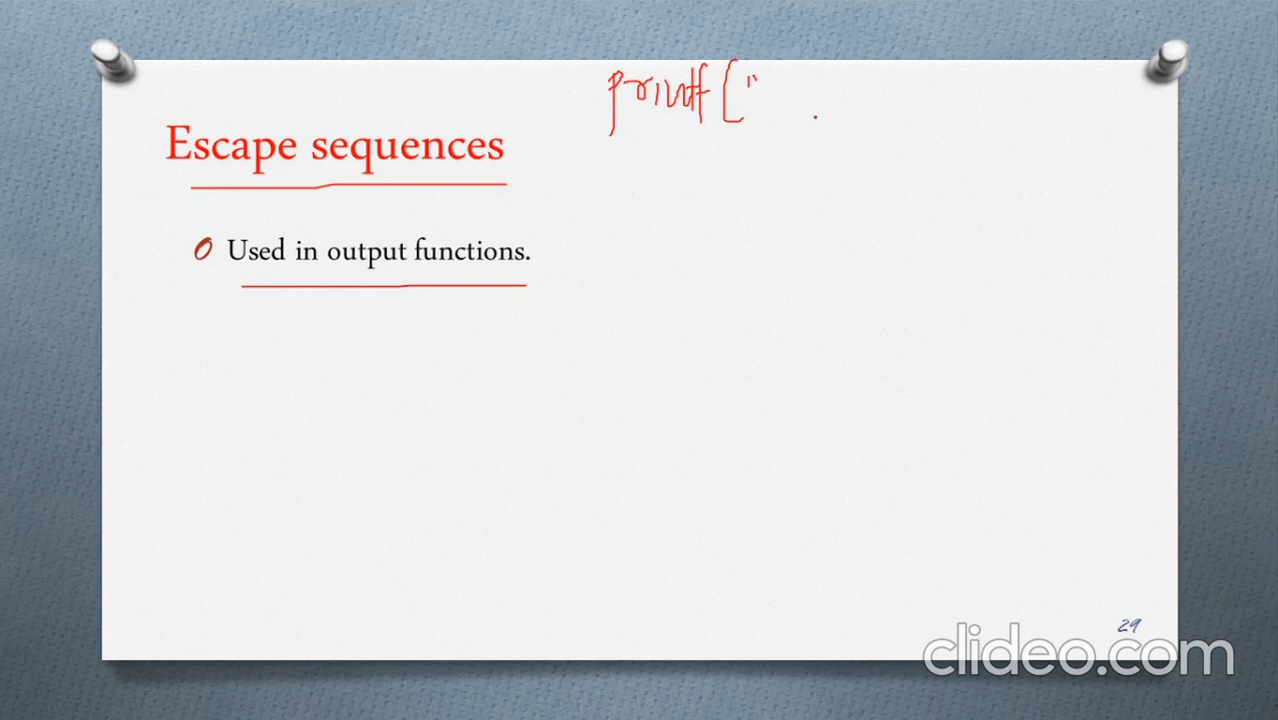 printf ("
Escape sequences
Used in output functions.
29
clideo.com